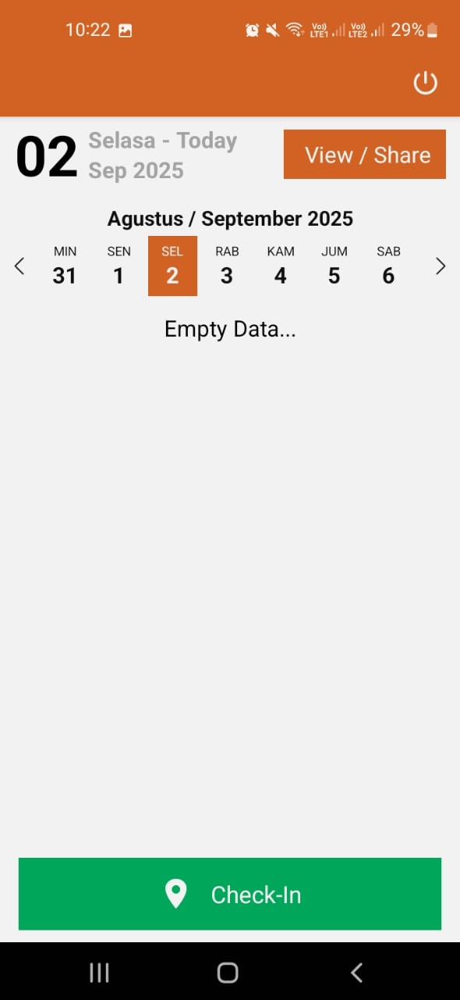 10:22
Vo)) LTE1 Vo)) LTE2 29%
02 Selasa - Today
Sep 2025
View / Share
Agustus / September 2025
MIN SEN SEL RAB KAM JUM SAB
31 1 2 3 4 5 6
Empty Data...
Check-In